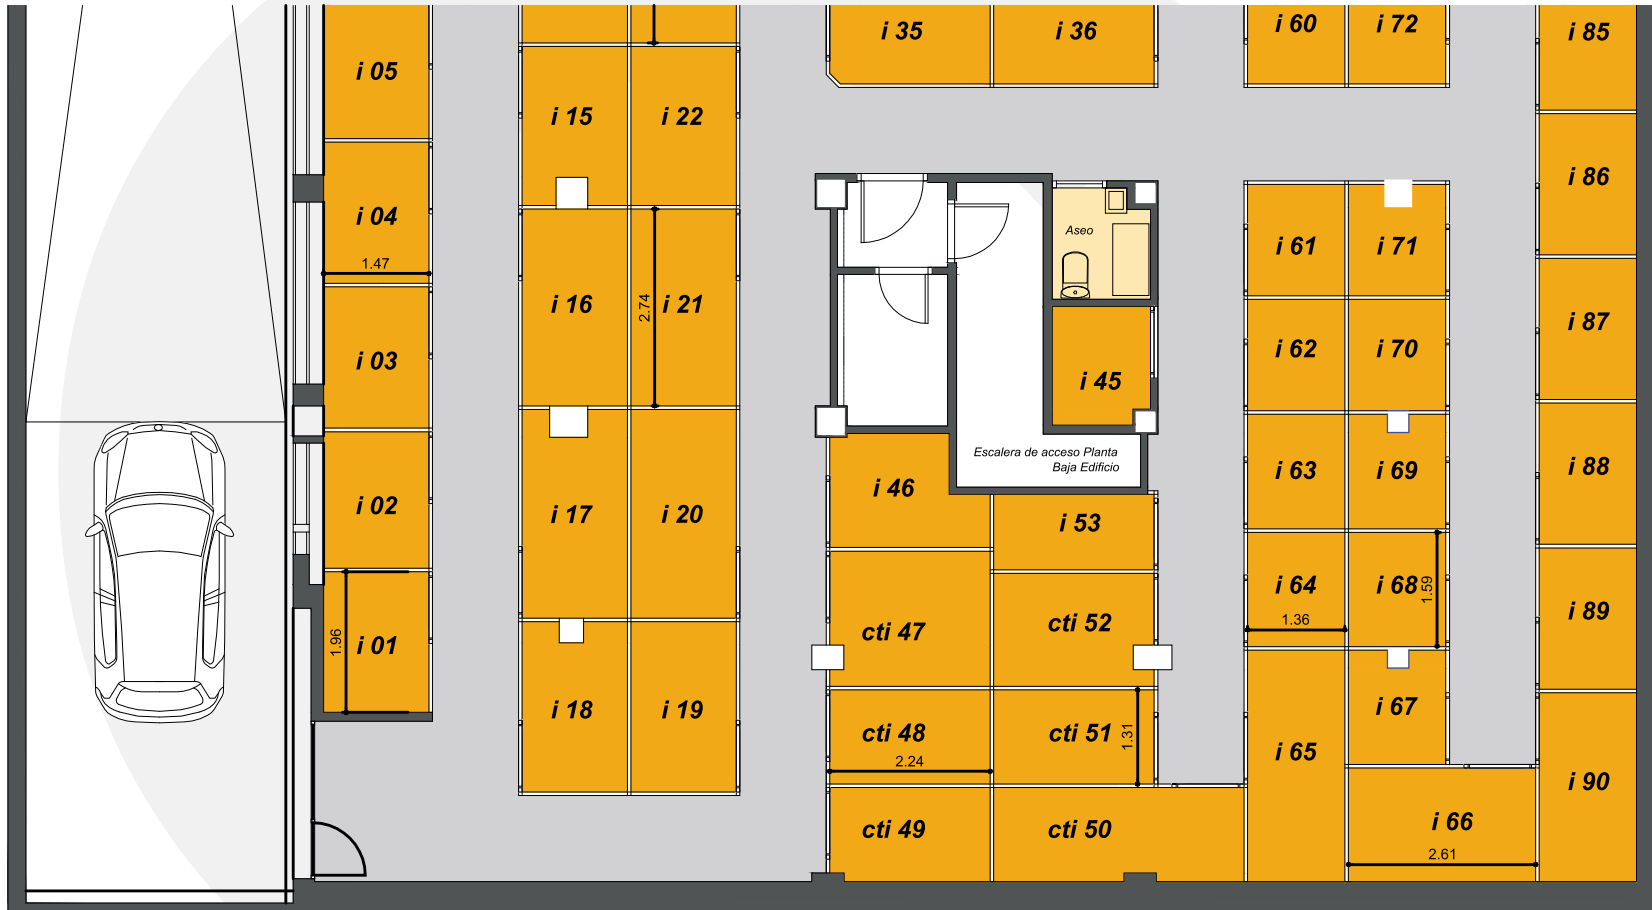 i 35
i 36
i 60
i 72
i 85
i 05
i 15
i 22
i 86
i 04
1.47
Aseo
i 61
i 71
i 16
2.74
i 21
i 87
i 03
i 45
i 62
i 70
Escalera de acceso Planta
Baja Edificio
i 63
i 69
i 88
i 02
i 17
i 20
i 46
i 53
i 64
1.36
i 68
1.59
i 89
1.96
i 01
cti 47
cti 52
i 18
i 19
cti 48
2.24
cti 51
1.31
i 67
i 65
i 90
cti 49
cti 50
i 66
2.61